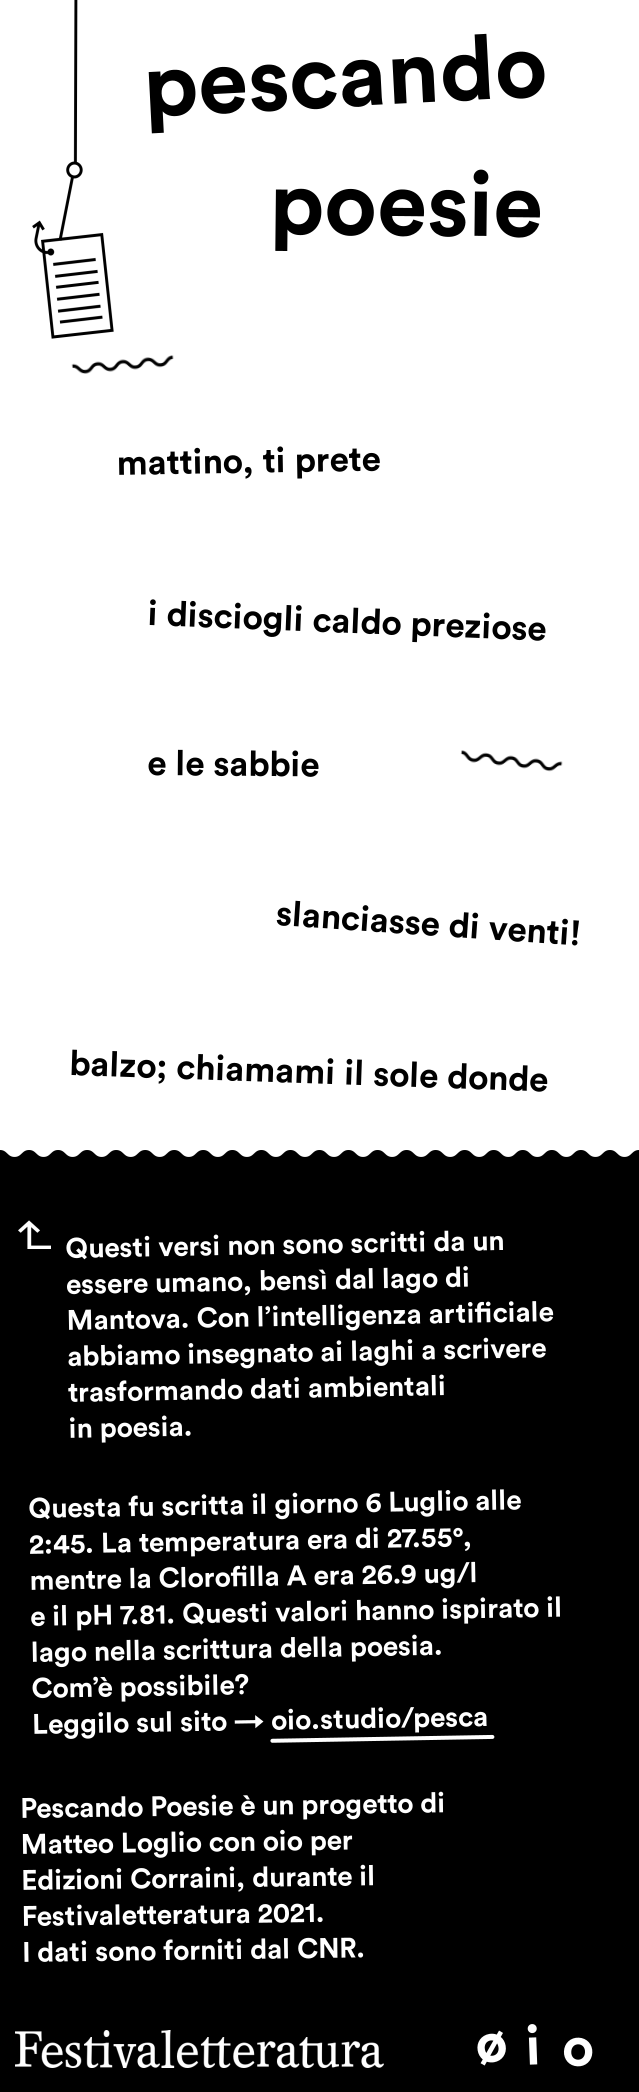 pescando
poesie
mattino, ti prete
i disciogli caldo preziose
e le sabbie
slanciasse di venti!
balzo; chiamami il sole donde
Questi versi non sono scritti da un
essere umano, bensì dal lago di
Mantova. Con l’intelligenza artificiale
abbiamo insegnato ai laghi a scrivere
trasformando dati ambientali
in poesia.
Questa fu scritta il giorno 6 Luglio alle
2:45. La temperatura era di 27.55°,
mentre la Clorofilla A era 26.9 ug/l
e il pH 7.81. Questi valori hanno ispirato il
lago nella scrittura della poesia.
Com’è possibile?
Leggilo sul sito → oio.studio/pesca
Pescando Poesie è un progetto di
Matteo Loglio con oio per
Edizioni Corraini, durante il
Festivaletteratura 2021.
I dati sono forniti dal CNR.
Festivaletteratura ø i o